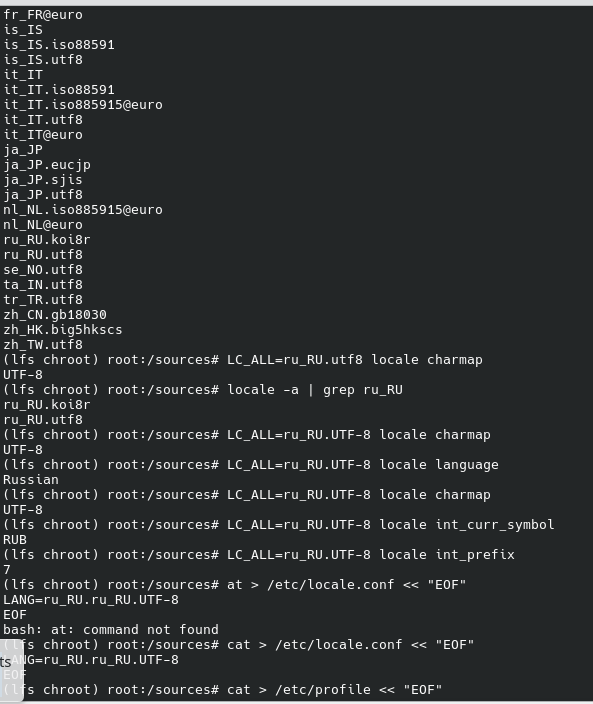 fr_FR@euro
is_IS
is_IS.iso88591
is_IS.utf8
it_IT
it_IT.iso88591
it_IT.iso885915@euro
it_IT.utf8
it_IT@euro
ja_JP
ja_JP.eucjp
ja_JP.sjis
ja_JP.utf8
nl_NL.iso885915@euro
nl_NL@euro
ru_RU.koi8r
ru_RU.utf8
se_NO.utf8
ta_IN.utf8
tr_TR.utf8
zh_CN.gb18030
zh_HK.big5hkscs
zh_TW.utf8
(lfs chroot) root:/sources# LC_ALL=ru_RU.utf8 locale charmap
UTF-8
(lfs chroot) root:/sources# locale -a | grep ru_RU
ru_RU.koi8r
ru_RU.utf8
(lfs chroot) root:/sources# LC_ALL=ru_RU.UTF-8 locale charmap
UTF-8
(lfs chroot) root:/sources# LC_ALL=ru_RU.UTF-8 locale language
Russian
(lfs chroot) root:/sources# LC_ALL=ru_RU.UTF-8 locale charmap
UTF-8
(lfs chroot) root:/sources# LC_ALL=ru_RU.UTF-8 locale int_curr_symbol
RUB
(lfs chroot) root:/sources# LC_ALL=ru_RU.UTF-8 locale int_prefix
7
(lfs chroot) root:/sources# at > /etc/locale.conf << "EOF"
LANG=ru_RU.ru_RU.UTF-8
EOF
bash: at: command not found
(lfs chroot) root:/sources# cat > /etc/locale.conf << "EOF"
LANG=ru_RU.ru_RU.UTF-8
ts
EOF
(lfs chroot) root:/sources# cat > /etc/profile << "EOF"